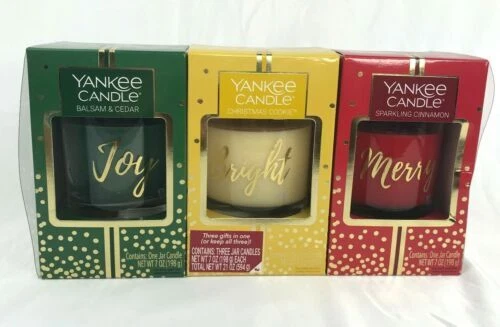 YANKEE
CANDLE®
BALSAM & CEDAR
Joy
Contains: One Jar Candle
NET WT 7 OZ (198 g)
YANKEE
CANDLE®
CHRISTMAS COOKIE™
Bright
Three gifts in one
(or keep all three)!
CONTAINS: THREE JAR CANDLES
NET WT 7 OZ (198 g) EACH
TOTAL NET WT 21 OZ (594 g)
YANKEE
CANDLE®
SPARKLING CINNAMON
Merry
Contains: One Jar Candle
NET WT 7 OZ (198 g)